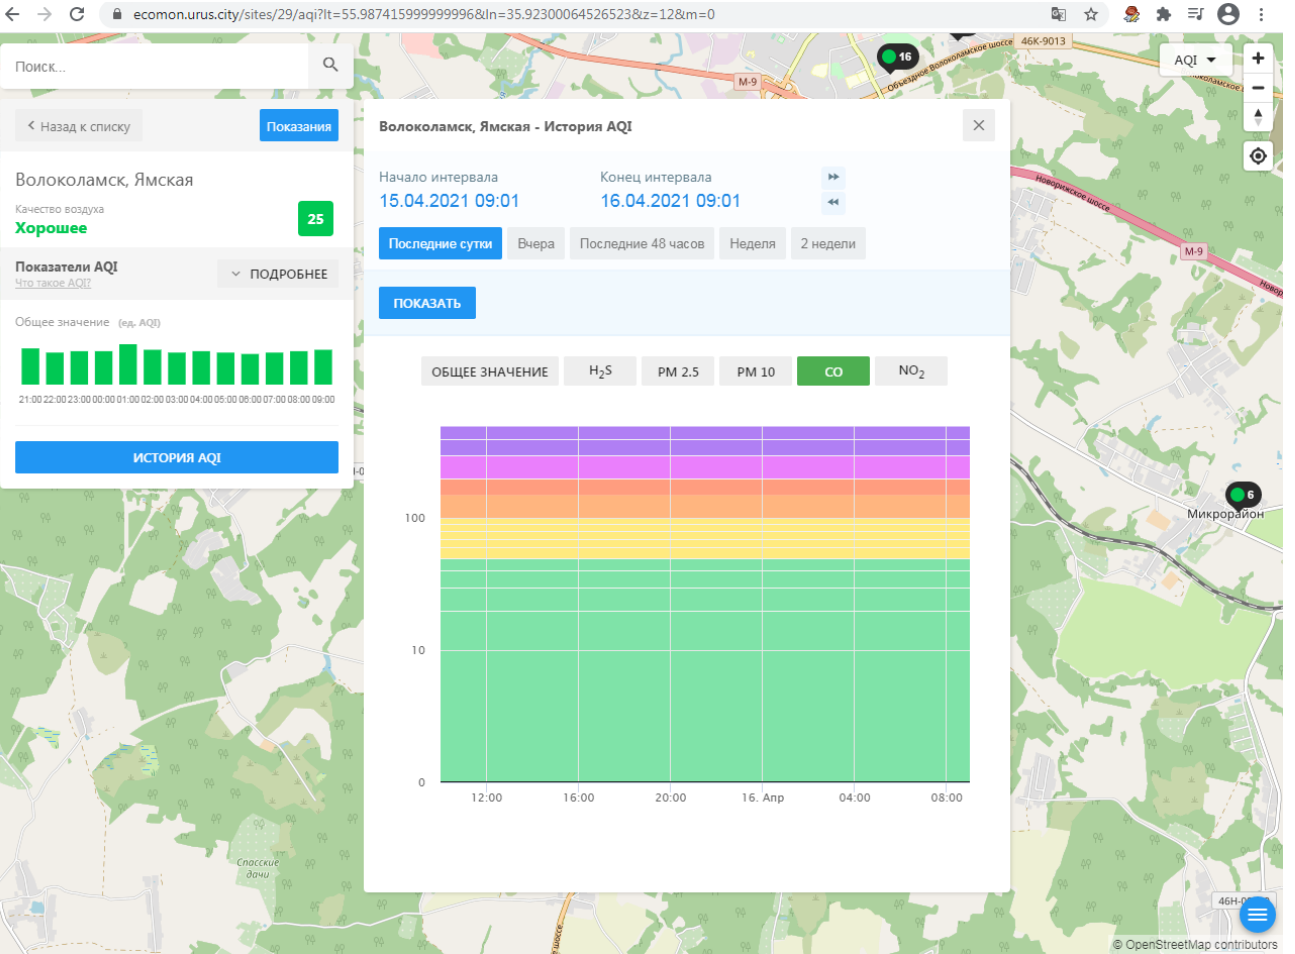 ecomon.urus.city/sites/29/aqi?lt=55.987415999999996&ln=35.92300064526523&z=12&m=0
Поиск...
46К-9013
16
Объездное Волоколамское шоссе
М-9
AQI
Назад к списку
Показания
Волоколамск, Ямская
Качество воздуха
Хорошее
25
Показатели AQI
Что такое AQI?
ПОДРОБНЕЕ
Общее значение (ед. AQI)
21:00 22:00 23:00 00:00 01:00 02:00 03:00 04:00 05:00 06:00 07:00 08:00 09:00
ИСТОРИЯ AQI
Волоколамск, Ямская - История AQI
Начало интервала
Конец интервала
15.04.2021 09:01
16.04.2021 09:01
Последние сутки
Вчера
Последние 48 часов
Неделя
2 недели
ПОКАЗАТЬ
ОБЩЕЕ ЗНАЧЕНИЕ
H2S
PM 2.5
PM 10
CO
NO2
100
10
0
12:00
16:00
20:00
16. Апр
04:00
08:00
Новорижское шоссе
М-9
6
Микрорайон
Спасские
дачи
© OpenStreetMap contributors